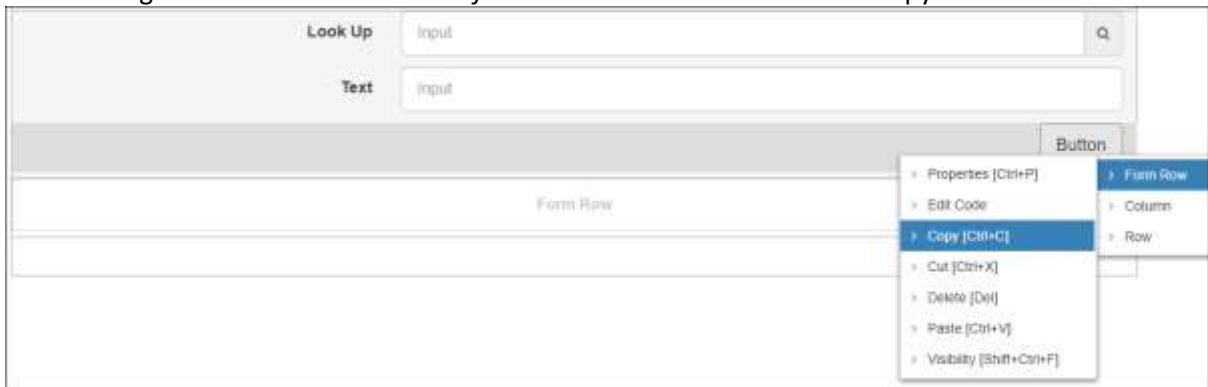 Look Up Input
Text Input
Button
Properties [Ctrl+P] Form Row
Form Row Edit Code Column
Copy [Ctrl+C] Row
Cut [Ctrl+X]
Delete [Del]
Paste [Ctrl+V]
Visibility [Shift+Ctrl+F]